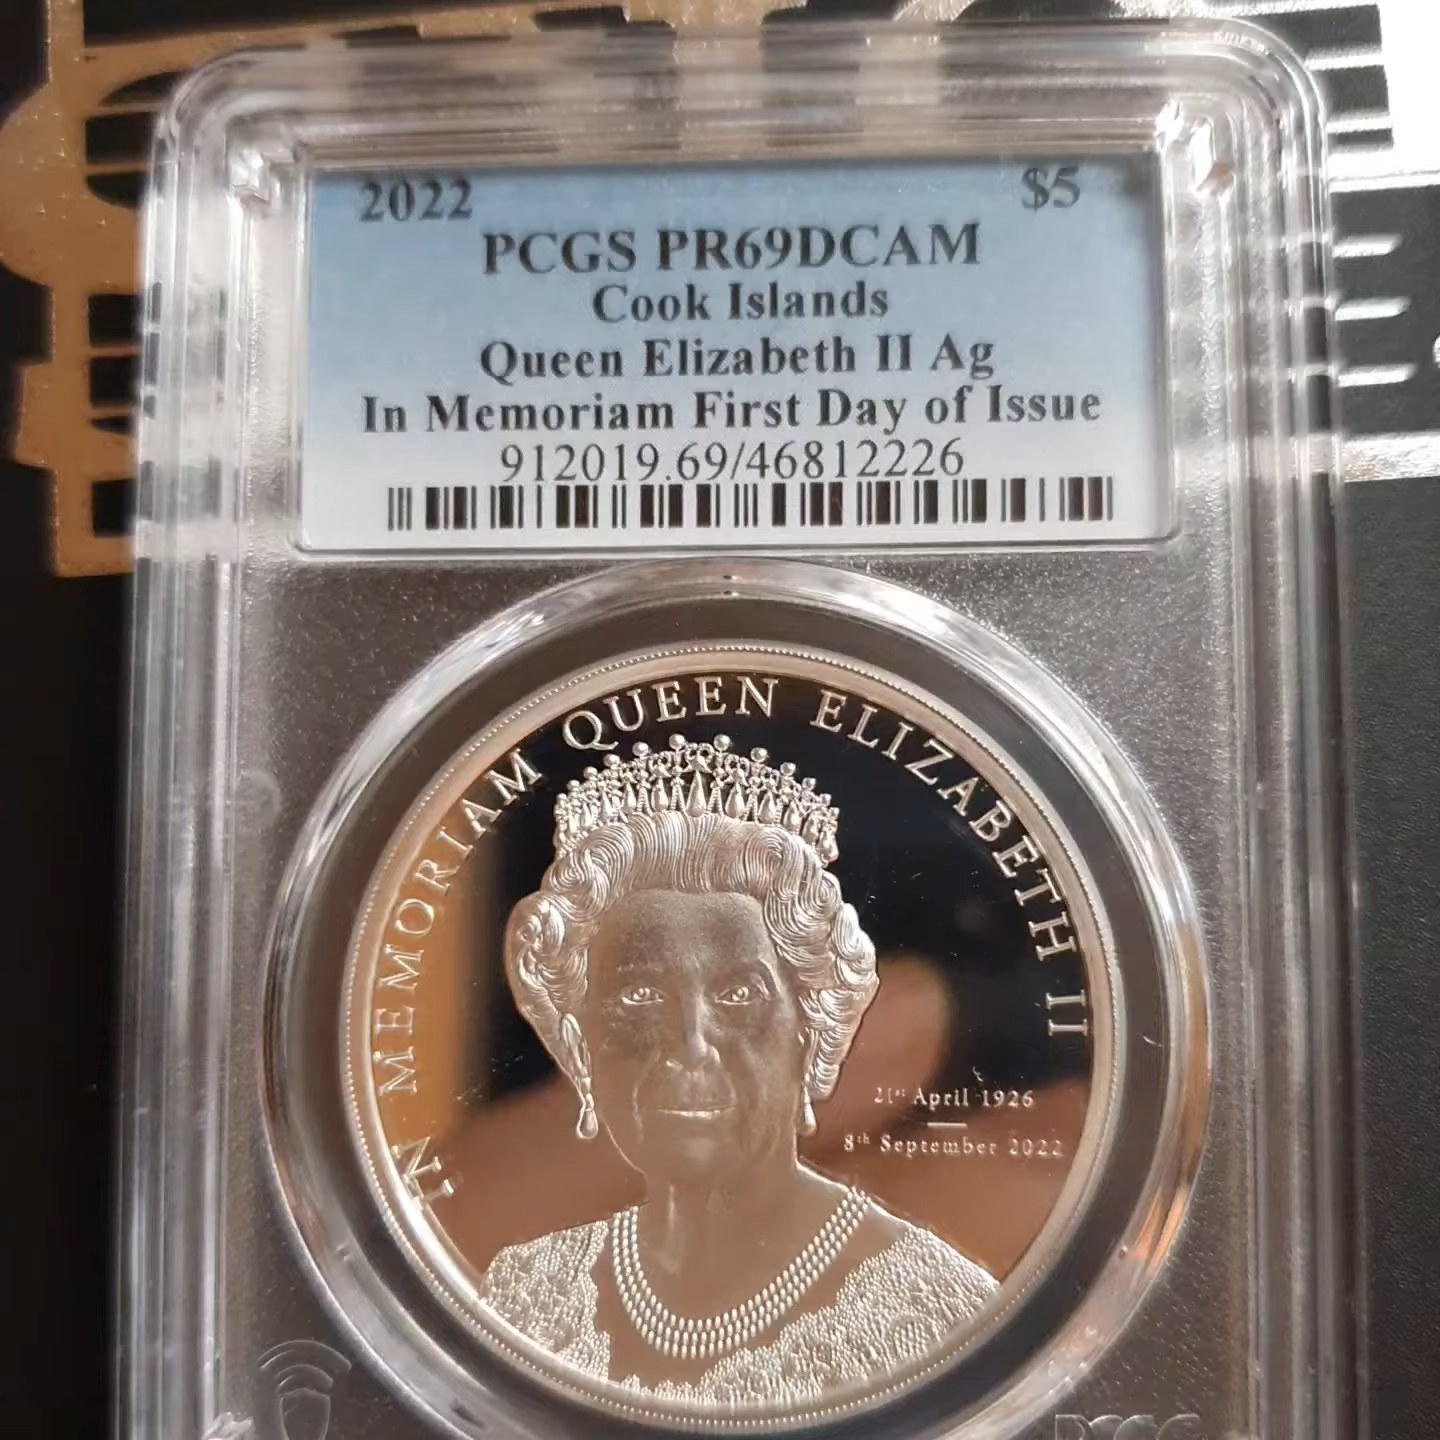 2022 $5
PCGS PR69DCAM
Cook Islands
Queen Elizabeth II Ag
In Memoriam First Day of Issue
912019.69/46812226
IN MEMORIAM QUEEN ELIZABETH II
21st April 1926
—
8th September 2022
PCGS